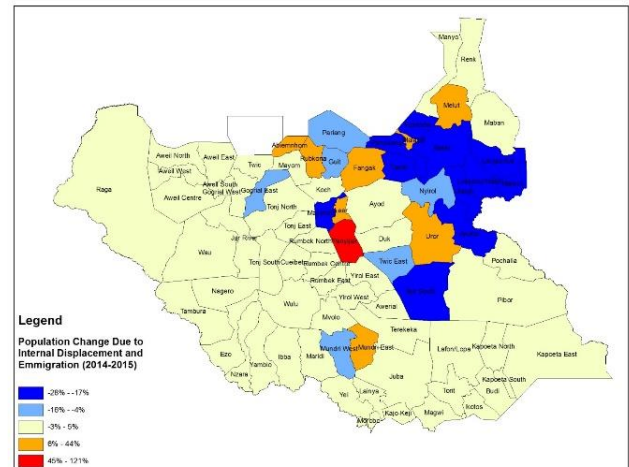 Manyo
Renk
Melut
Maban
Pariang
Abiemnhom
Rubkona
Guit
Fangak
Nyirol
Aweil North
Aweil East
Aweil West
Twic
Mayom
Aweil South
Gogrial West
Gogrial East
Aweil Centre
Raga
Koch
Tonj North
Ayod
Uror
Tonj East
Jur River
Duk
Rumbek North
Wau
Tonj South
Cueibet
Rumbek Centre
Twic East
Pochalla
Rumbek East
Yirol East
Nagero
Wulu
Yirol West
Awerial
Pibor
Tambura
Mvolo
Terekeka
Mundri West
Mundri East
Ezo
Yambio
Ibba
Maridi
Nzara
Lafon/Lopa
Kapoeta North
Kapoeta East
Juba
Yei
Lainya
Kapoeta South
Torit
Budi
Morobo
Kajo-Keji
Magwi
Ikotos
Legend
Population Change Due to
Internal Displacement and
Emmigration (2014-2015)
-28% - -17%
-16% - -4%
-3% - 5%
6% - 44%
45% - 121%